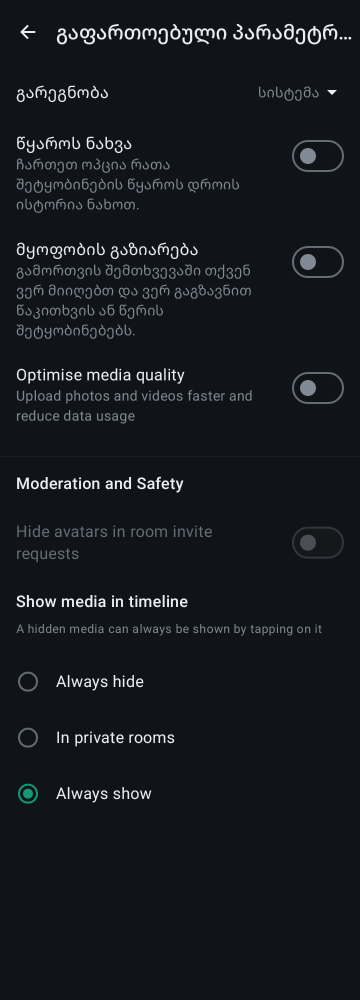 გაფართოებული პარამეტრ...
გარეგნობა
სისტემა
წყაროს ნახვა
ჩართეთ ოპცია რათა
შეტყობინების წყაროს დროის
ისტორია ნახოთ.
მყოფობის გაზიარება
გამორთვის შემთხვევაში თქვენ
ვერ მიიღებთ და ვერ გაგზავნით
წაკითხვის ან წერის
შეტყობინებებს.
Optimise media quality
Upload photos and videos faster and
reduce data usage
Moderation and Safety
Hide avatars in room invite
requests
Show media in timeline
A hidden media can always be shown by tapping on it
Always hide
In private rooms
Always show